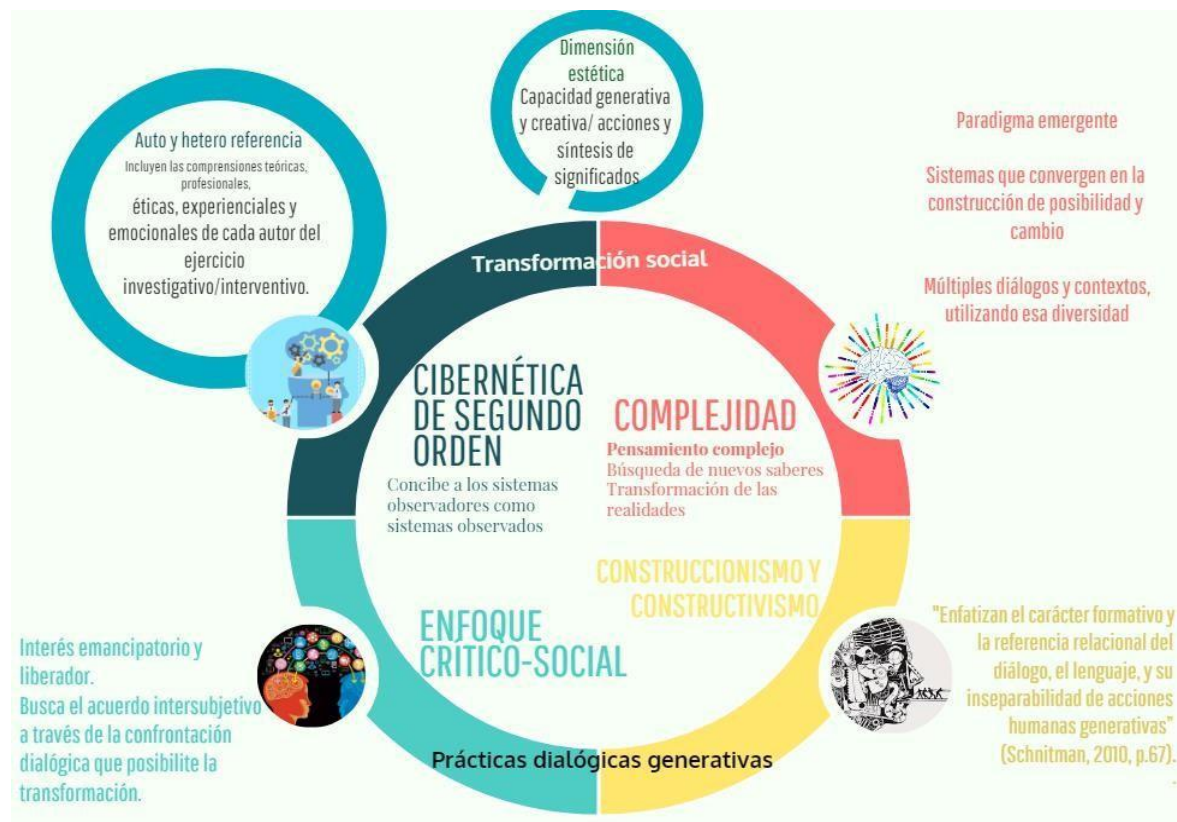 Dimensión
estética
Capacidad generativa
y creativa/ acciones y
síntesis de
significados
Auto y hetero referencia
Incluyen las comprensiones teóricas,
profesionales,
éticas, experienciales y
emocionales de cada autor del
ejercicio
investigativo/interventivo.
Paradigma emergente
Sistemas que convergen en la
construcción de posibilidad y
cambio
Múltiples diálogos y contextos,
utilizando esa diversidad
Transformación social
CIBERNÉTICA
DE SEGUNDO
ORDEN
Concibe a los sistemas
observadores como
sistemas observados
COMPLEJIDAD
Pensamiento complejo
Búsqueda de nuevos saberes
Transformación de las
realidades
CONSTRUCCIONISMO Y
CONSTRUCTIVISMO
ENFOQUE
CRÍTICO-SOCIAL
Interés emancipatorio y
liberador.
Busca el acuerdo intersubjetivo
a través de la confrontación
dialógica que posibilite la
transformación.
"Enfatizan el carácter formativo y
la referencia relacional del
diálogo, el lenguaje, y su
inseparabilidad de acciones
humanas generativas"
(Schnitman, 2010, p.67).
.
Prácticas dialógicas generativas